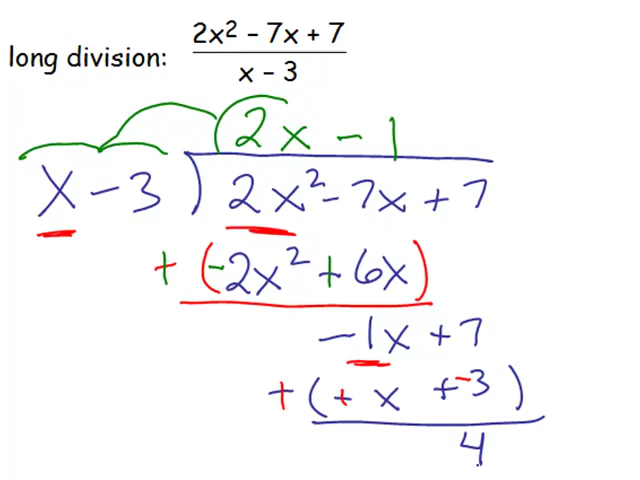 2x² - 7x + 7
long division:
x - 3
2x - 1
x - 3 ) 2x² - 7x + 7
+ (-2x² + 6x)
-1x + 7
+ (+ x + -3 )
4